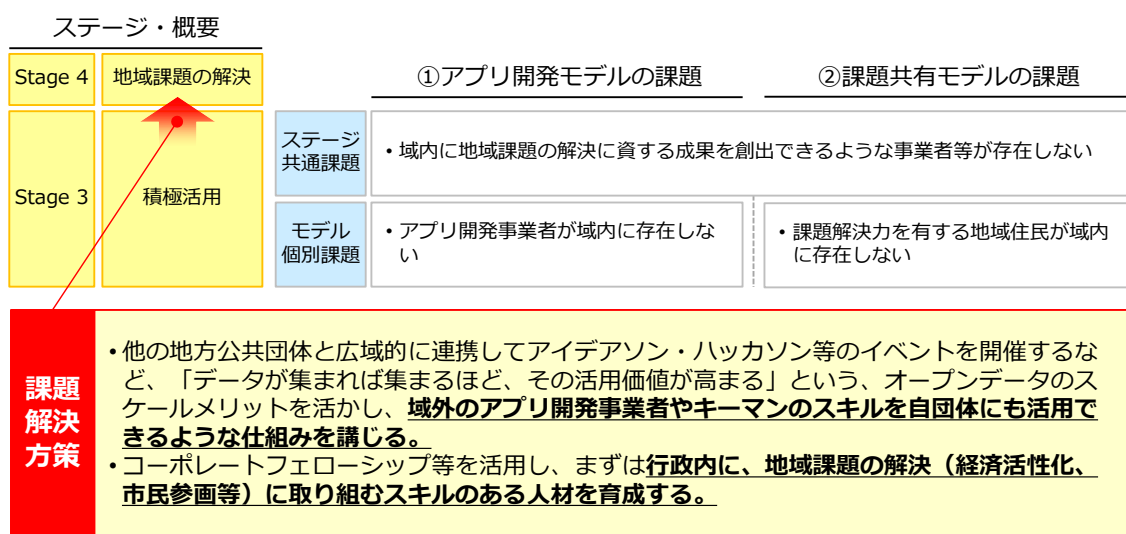 ステージ・概要
Stage 4
地域課題の解決
①アプリ開発モデルの課題
②課題共有モデルの課題
Stage 3
積極活用
ステージ
共通課題
・域内に地域課題の解決に資する成果を創出できるような事業者等が存在しない
モデル
個別課題
・アプリ開発事業者が域内に存在しな
い
・課題解決力を有する地域住民が域内
に存在しない
課題
解決
方策
・他の地方公共団体と広域的に連携してアイデアソン・ハッカソン等のイベントを開催するな
ど、「データが集まれば集まるほど、その活用価値が高まる」という、オープンデータのス
ケールメリットを活かし、域外のアプリ開発事業者やキーマンのスキルを自団体にも活用で
きるような仕組みを講じる。
・コーポレートフェローシップ等を活用し、まずは行政内に、地域課題の解決（経済活性化、
市民参画等）に取り組むスキルのある人材を育成する。